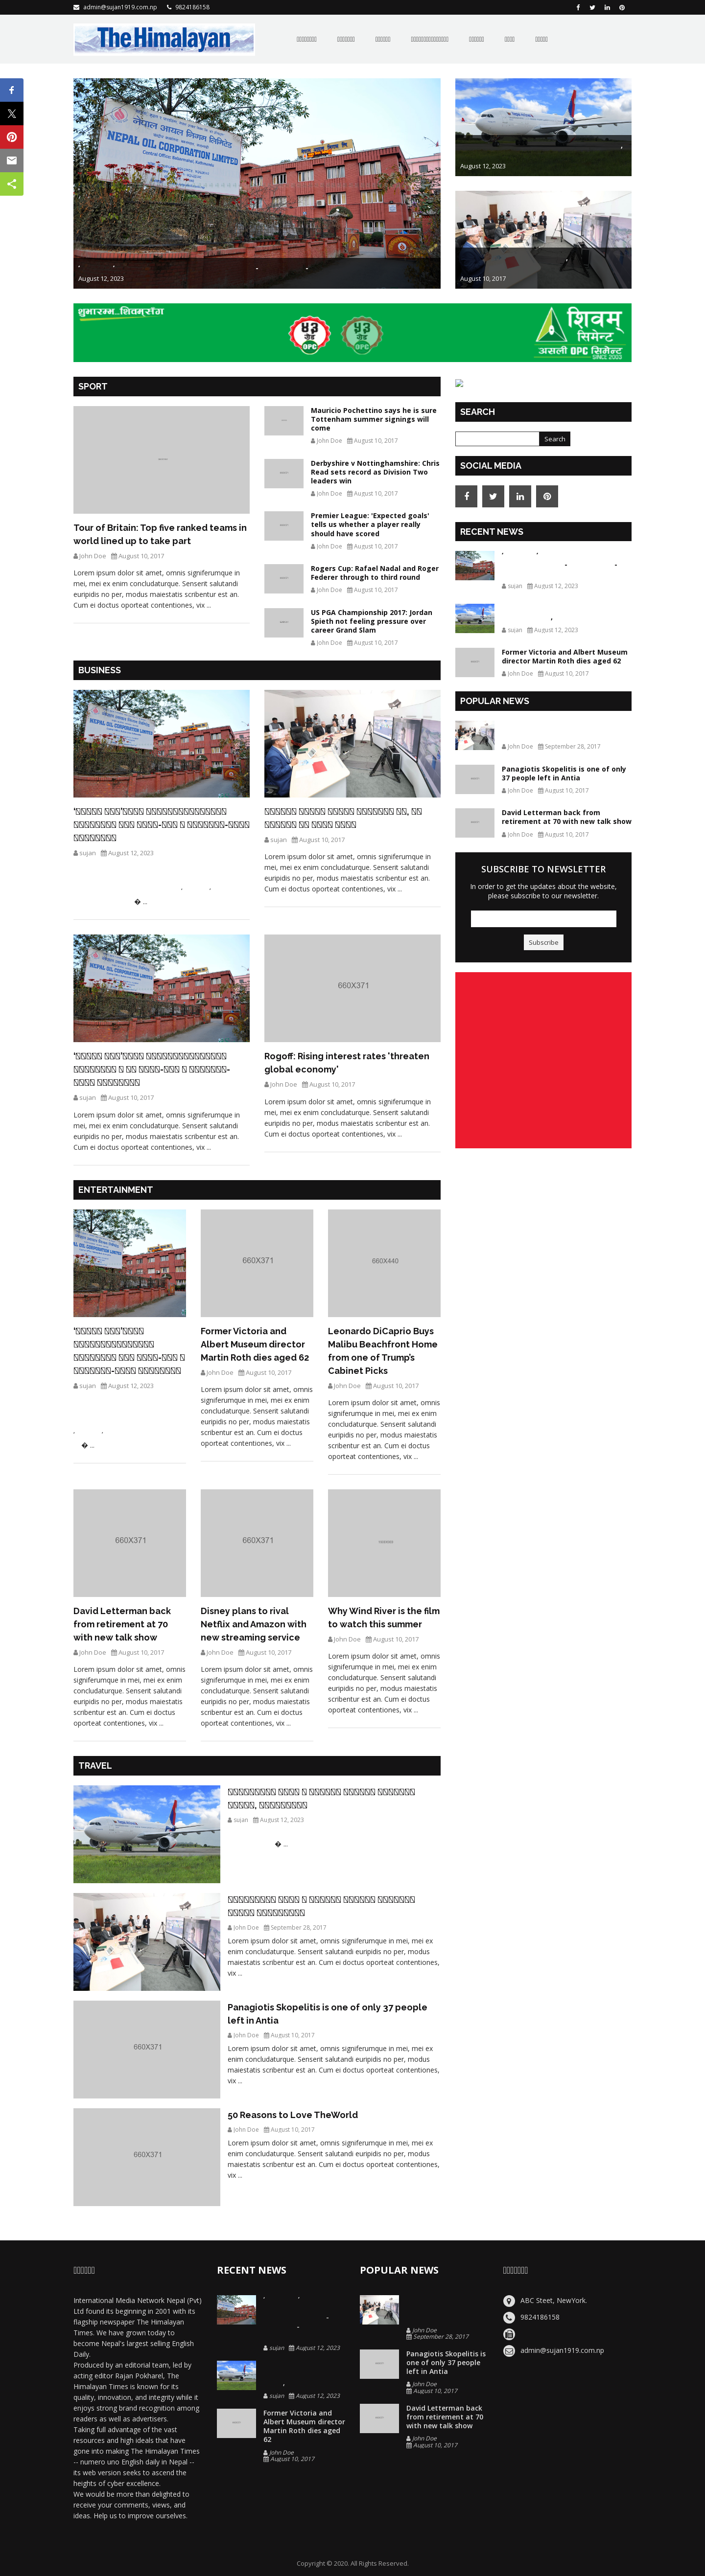 admin@sujan1919.com.np 9824186158
The Himalayan
नेपाल आयल निगम लिमिटेड
NEPAL OIL CORPORATION LIMITED
August 12, 2023
August 12, 2023
August 10, 2017
शुभारम्भ..शिवम्‌रोंग
OPC
OPC
शिवम्
सिमेन्ट
असली OPC सिमेन्ट
SINCE 2003
SPORT
Tour of Britain: Top five ranked teams in
world lined up to take part
John Doe August 10, 2017
Lorem ipsum dolor sit amet, omnis signiferumque in
mei, mei ex enim concludaturque. Senserit salutandi
euripidis no per, modus maiestatis scribentur est an.
Cum ei doctus oporteat contentiones, vix ...
Mauricio Pochettino says he is sure
Tottenham summer signings will
come
John Doe August 10, 2017
Derbyshire v Nottinghamshire: Chris
Read sets record as Division Two
leaders win
John Doe August 10, 2017
Premier League: 'Expected goals'
tells us whether a player really
should have scored
John Doe August 10, 2017
Rogers Cup: Rafael Nadal and Roger
Federer through to third round
John Doe August 10, 2017
US PGA Championship 2017: Jordan
Spieth not feeling pressure over
career Grand Slam
John Doe August 10, 2017
SEARCH
Search
SOCIAL MEDIA
RECENT NEWS
sujan August 12, 2023
sujan August 12, 2023
Former Victoria and Albert Museum
director Martin Roth dies aged 62
John Doe August 10, 2017
POPULAR NEWS
John Doe September 28, 2017
Panagiotis Skopelitis is one of only
37 people left in Antia
John Doe August 10, 2017
David Letterman back from
retirement at 70 with new talk show
John Doe August 10, 2017
SUBSCRIBE TO NEWSLETTER
In order to get the updates about the website,
please subscribe to our newsletter.
Subscribe
BUSINESS
sujan August 12, 2023
sujan August 10, 2017
Lorem ipsum dolor sit amet, omnis signiferumque in
mei, mei ex enim concludaturque. Senserit salutandi
euripidis no per, modus maiestatis scribentur est an.
Cum ei doctus oporteat contentiones, vix ...
sujan August 10, 2017
Lorem ipsum dolor sit amet, omnis signiferumque in
mei, mei ex enim concludaturque. Senserit salutandi
euripidis no per, modus maiestatis scribentur est an.
Cum ei doctus oporteat contentiones, vix ...
660X371
Rogoff: Rising interest rates 'threaten
global economy'
John Doe August 10, 2017
Lorem ipsum dolor sit amet, omnis signiferumque in
mei, mei ex enim concludaturque. Senserit salutandi
euripidis no per, modus maiestatis scribentur est an.
Cum ei doctus oporteat contentiones, vix ...
ENTERTAINMENT
sujan August 12, 2023
660X371
Former Victoria and
Albert Museum director
Martin Roth dies aged 62
John Doe August 10, 2017
Lorem ipsum dolor sit amet, omnis
signiferumque in mei, mei ex enim
concludaturque. Senserit salutandi
euripidis no per, modus maiestatis
scribentur est an. Cum ei doctus
oporteat contentiones, vix ...
660X440
Leonardo DiCaprio Buys
Malibu Beachfront Home
from one of Trump's
Cabinet Picks
John Doe August 10, 2017
Lorem ipsum dolor sit amet, omnis
signiferumque in mei, mei ex enim
concludaturque. Senserit salutandi
euripidis no per, modus maiestatis
scribentur est an. Cum ei doctus
oporteat contentiones, vix ...
660X371
David Letterman back
from retirement at 70
with new talk show
John Doe August 10, 2017
Lorem ipsum dolor sit amet, omnis
signiferumque in mei, mei ex enim
concludaturque. Senserit salutandi
euripidis no per, modus maiestatis
scribentur est an. Cum ei doctus
oporteat contentiones, vix ...
660X371
Disney plans to rival
Netflix and Amazon with
new streaming service
John Doe August 10, 2017
Lorem ipsum dolor sit amet, omnis
signiferumque in mei, mei ex enim
concludaturque. Senserit salutandi
euripidis no per, modus maiestatis
scribentur est an. Cum ei doctus
oporteat contentiones, vix ...
Why Wind River is the film
to watch this summer
John Doe August 10, 2017
Lorem ipsum dolor sit amet, omnis
signiferumque in mei, mei ex enim
concludaturque. Senserit salutandi
euripidis no per, modus maiestatis
scribentur est an. Cum ei doctus
oporteat contentiones, vix ...
TRAVEL
sujan August 12, 2023
John Doe September 28, 2017
Lorem ipsum dolor sit amet, omnis signiferumque in mei, mei ex
enim concludaturque. Senserit salutandi euripidis no per, modus
maiestatis scribentur est an. Cum ei doctus oporteat contentiones,
vix ...
660X371
Panagiotis Skopelitis is one of only 37 people
left in Antia
John Doe August 10, 2017
Lorem ipsum dolor sit amet, omnis signiferumque in mei, mei ex
enim concludaturque. Senserit salutandi euripidis no per, modus
maiestatis scribentur est an. Cum ei doctus oporteat contentiones,
vix ...
660X371
50 Reasons to Love TheWorld
John Doe August 10, 2017
Lorem ipsum dolor sit amet, omnis signiferumque in mei, mei ex
enim concludaturque. Senserit salutandi euripidis no per, modus
maiestatis scribentur est an. Cum ei doctus oporteat contentiones,
vix ...
International Media Network Nepal (Pvt)
Ltd found its beginning in 2001 with its
flagship newspaper The Himalayan
Times. We have grown today to
become Nepal's largest selling English
Daily.
Produced by an editorial team, led by
acting editor Rajan Pokharel, The
Himalayan Times is known for its
quality, innovation, and integrity while it
enjoys strong brand recognition among
readers as well as advertisers.
Taking full advantage of the vast
resources and high ideals that have
gone into making The Himalayan Times
-- numero uno English daily in Nepal --
its web version seeks to ascend the
heights of cyber excellence.
We would be more than delighted to
receive your comments, views, and
ideas. Help us to improve ourselves.
RECENT NEWS
sujan August 12, 2023
sujan August 12, 2023
Former Victoria and
Albert Museum director
Martin Roth dies aged
62
John Doe
August 10, 2017
POPULAR NEWS
John Doe
September 28, 2017
Panagiotis Skopelitis is
one of only 37 people
left in Antia
John Doe
August 10, 2017
David Letterman back
from retirement at 70
with new talk show
John Doe
August 10, 2017
ABC Steet, NewYork.
9824186158
admin@sujan1919.com.np
Copyright © 2020. All Rights Reserved.